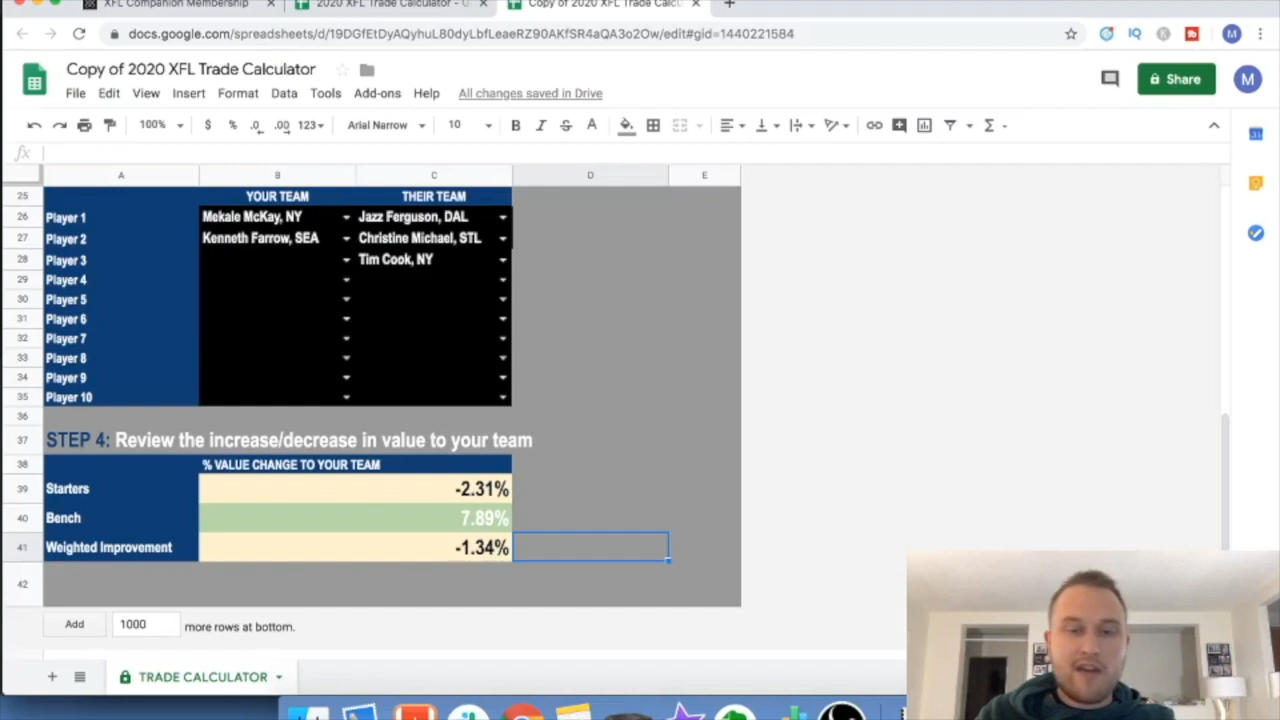 XFL Companion Membership
2020 XFL Trade Calculator - G
Copy of 2020 XFL Trade Calcul
docs.google.com/spreadsheets/d/19DGfEtDyAQyhuL80dyLbfLeaeRZ90AKfSR4aQA3o2Ow/edit#gid=1440221584
M
Copy of 2020 XFL Trade Calculator
Share
M
File Edit View Insert Format Data Tools Add-ons Help All changes saved in Drive
100% $ % .0 .00 123 Arial Narrow 10 B I S A
fx
A B C D E
25 YOUR TEAM THEIR TEAM
26 Player 1 Mekale McKay, NY Jazz Ferguson, DAL
27 Player 2 Kenneth Farrow, SEA Christine Michael, STL
28 Player 3 Tim Cook, NY
29 Player 4
30 Player 5
31 Player 6
32 Player 7
33 Player 8
34 Player 9
35 Player 10
36
37 STEP 4: Review the increase/decrease in value to your team
38 % VALUE CHANGE TO YOUR TEAM
39 Starters -2.31%
40 Bench 7.89%
41 Weighted Improvement -1.34%
42
Add 1000 more rows at bottom.
TRADE CALCULATOR